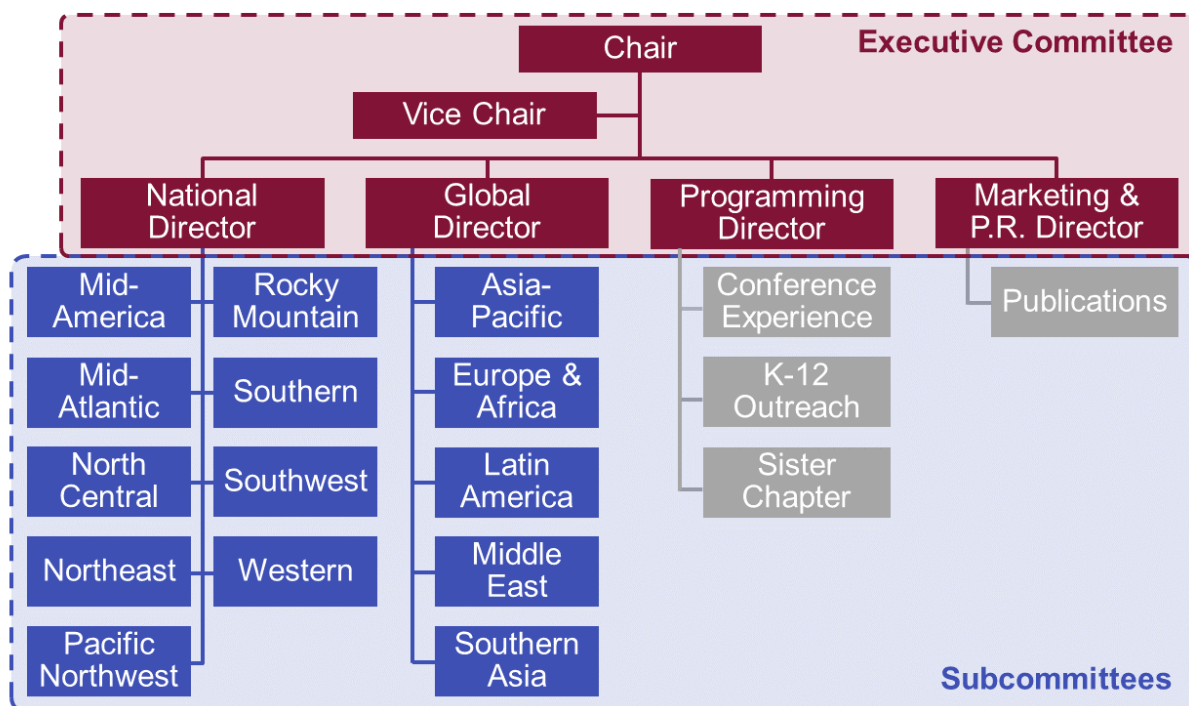 Executive Committee
Chair
Vice Chair
National
Director
Global
Director
Programming
Director
Marketing &
P.R. Director
Mid-
America
Rocky
Mountain
Asia-
Pacific
Conference
Experience
Publications
Mid-
Atlantic
Southern
Europe &
Africa
K-12
Outreach
North
Central
Southwest
Latin
America
Sister
Chapter
Northeast
Western
Middle
East
Pacific
Northwest
Southern
Asia
Subcommittees